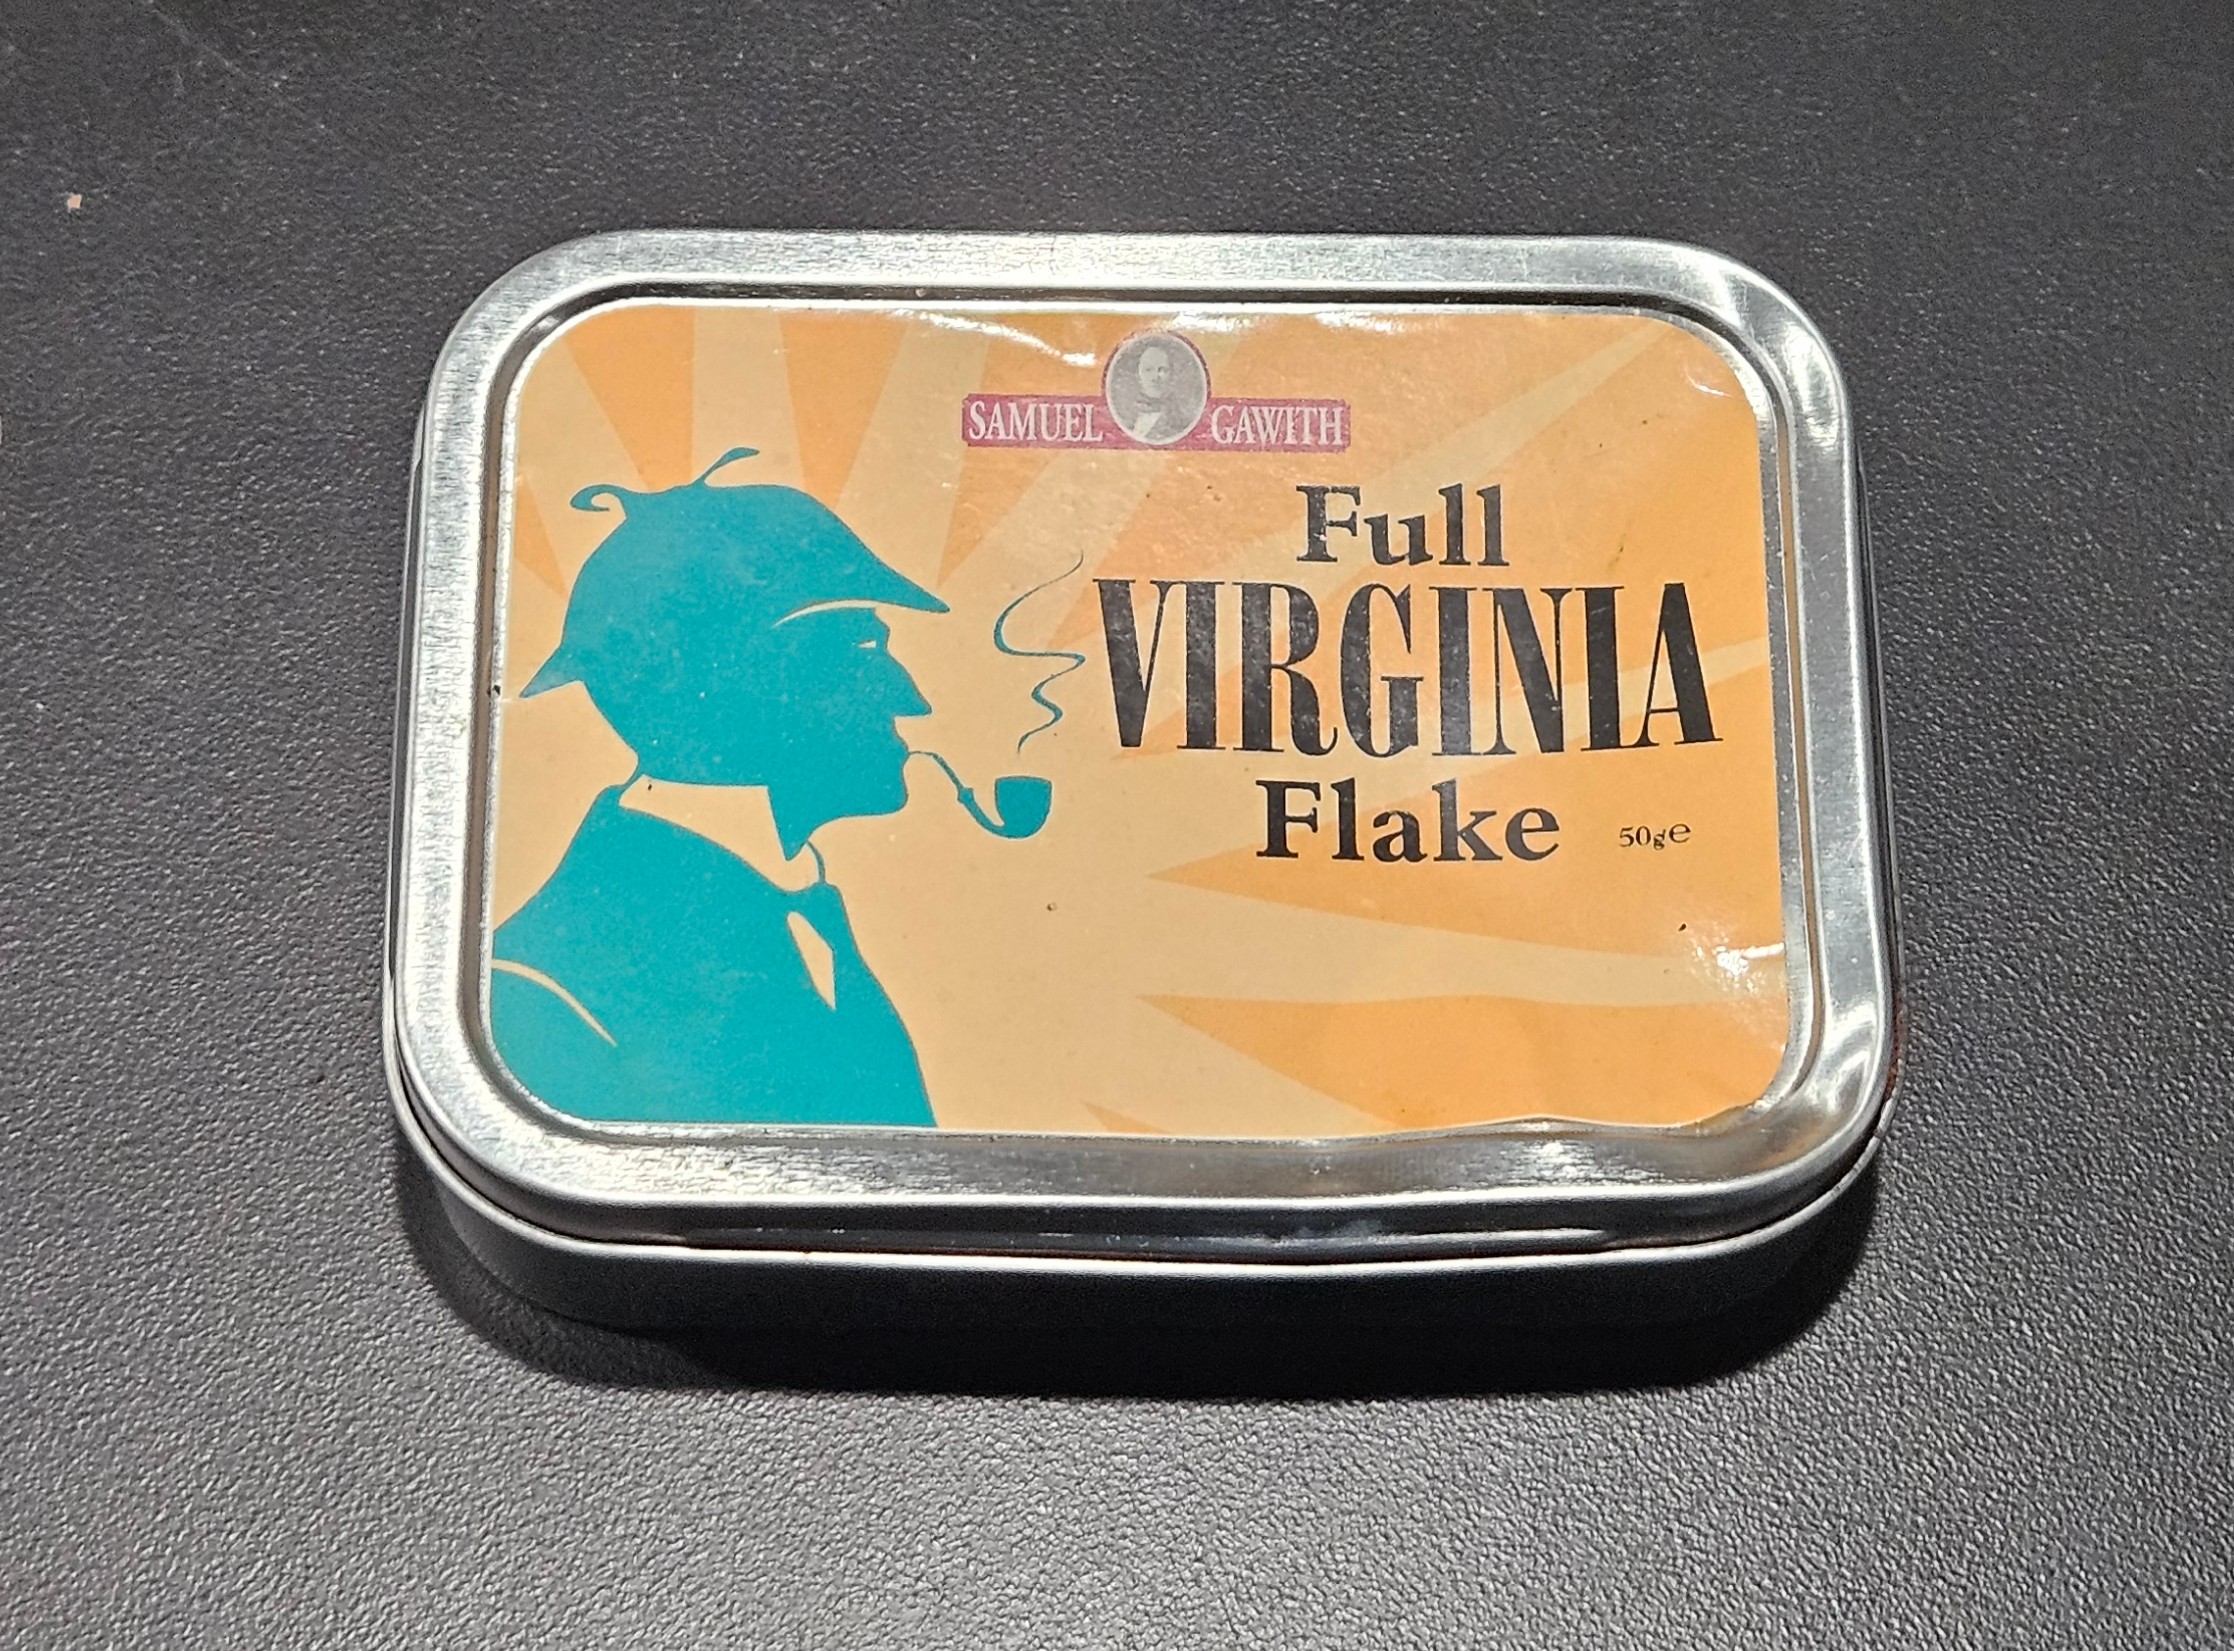 SAMUEL GAWITH
Full
VIRGINIA
Flake
50g℮